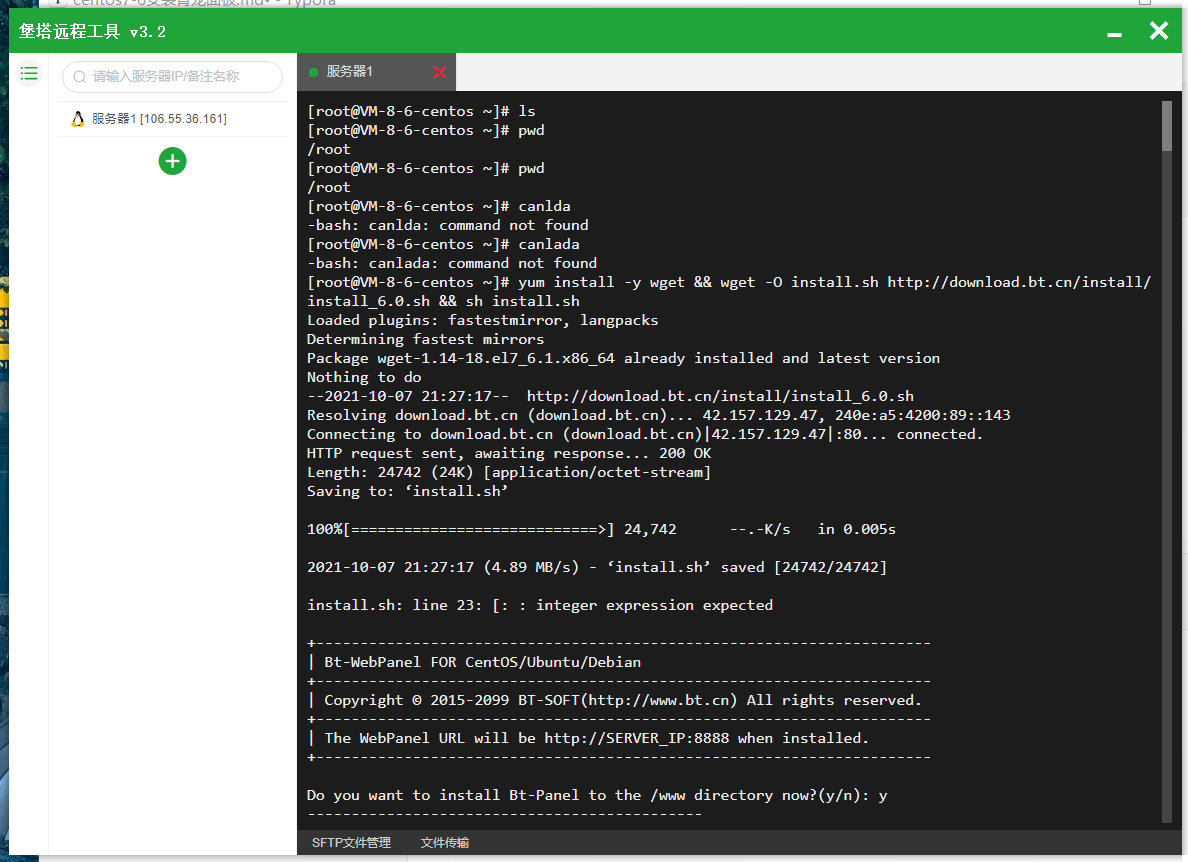 centos7-6安装青龙面板.md• - Typora
堡塔远程工具 v3.2
请输入服务器IP/备注名称
服务器1
服务器1 [106.55.36.161]
[root@VM-8-6-centos ~]# ls
[root@VM-8-6-centos ~]# pwd
/root
[root@VM-8-6-centos ~]# pwd
/root
[root@VM-8-6-centos ~]# canlda
-bash: canlda: command not found
[root@VM-8-6-centos ~]# canlada
-bash: canlada: command not found
[root@VM-8-6-centos ~]# yum install -y wget && wget -O install.sh http://download.bt.cn/install/
install_6.0.sh && sh install.sh
Loaded plugins: fastestmirror, langpacks
Determining fastest mirrors
Package wget-1.14-18.el7_6.1.x86_64 already installed and latest version
Nothing to do
--2021-10-07 21:27:17--  http://download.bt.cn/install/install_6.0.sh
Resolving download.bt.cn (download.bt.cn)... 42.157.129.47, 240e:a5:4200:89::143
Connecting to download.bt.cn (download.bt.cn)|42.157.129.47|:80... connected.
HTTP request sent, awaiting response... 200 OK
Length: 24742 (24K) [application/octet-stream]
Saving to: ‘install.sh’
100%[============================>] 24,742      --.-K/s   in 0.005s
2021-10-07 21:27:17 (4.89 MB/s) - ‘install.sh’ saved [24742/24742]
install.sh: line 23: [: : integer expression expected
+----------------------------------------------------------------------
| Bt-WebPanel FOR CentOS/Ubuntu/Debian
+----------------------------------------------------------------------
| Copyright © 2015-2099 BT-SOFT(http://www.bt.cn) All rights reserved.
+----------------------------------------------------------------------
| The WebPanel URL will be http://SERVER_IP:8888 when installed.
+----------------------------------------------------------------------
Do you want to install Bt-Panel to the /www directory now?(y/n): y
---------------------------------------------
SFTP文件管理
文件传输